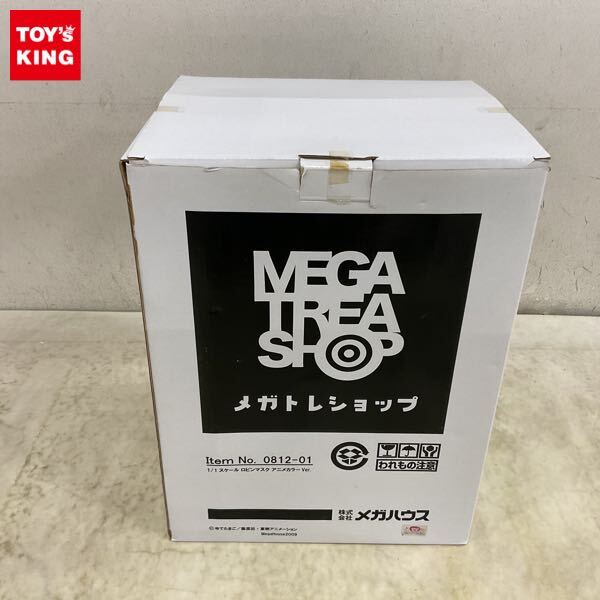 TOY's
KING
MEGA
TREA
SHOP
メガトレショップ
Item No. 0812-01
1/1スケール ロビンマスク アニメカラー Ver.
われもの注意
株式会社 メガハウス
©ゆでたまご/集英社・東映アニメーション
MegaHouse2009